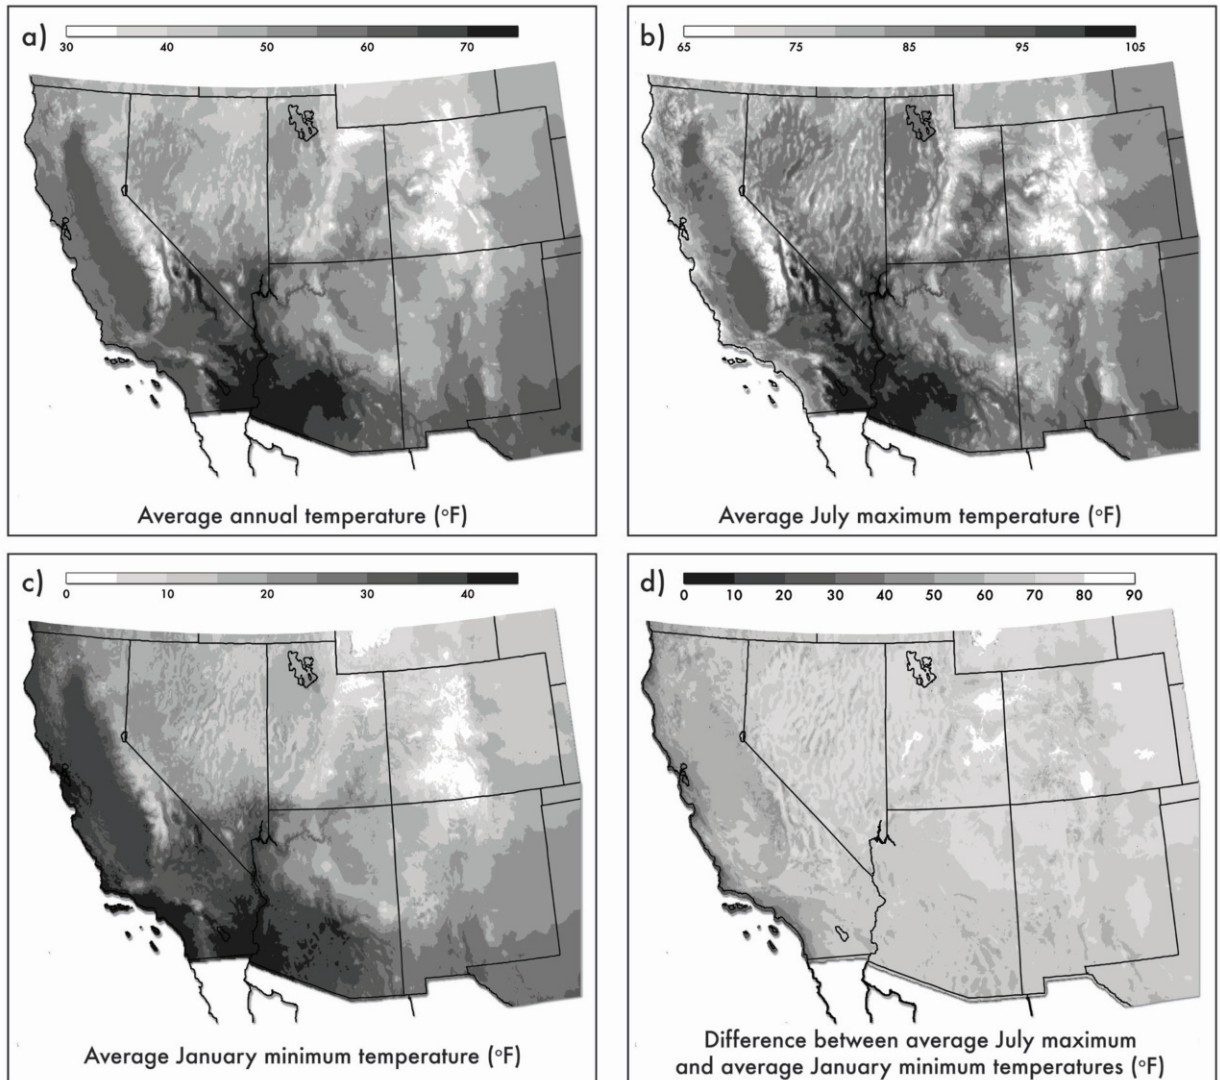 a)
30 40 50 60 70
Average annual temperature (°F)
b)
65 75 85 95 105
Average July maximum temperature (°F)
c)
0 10 20 30 40
Average January minimum temperature (°F)
d)
0 10 20 30 40 50 60 70 80 90
Difference between average July maximum
and average January minimum temperatures (°F)